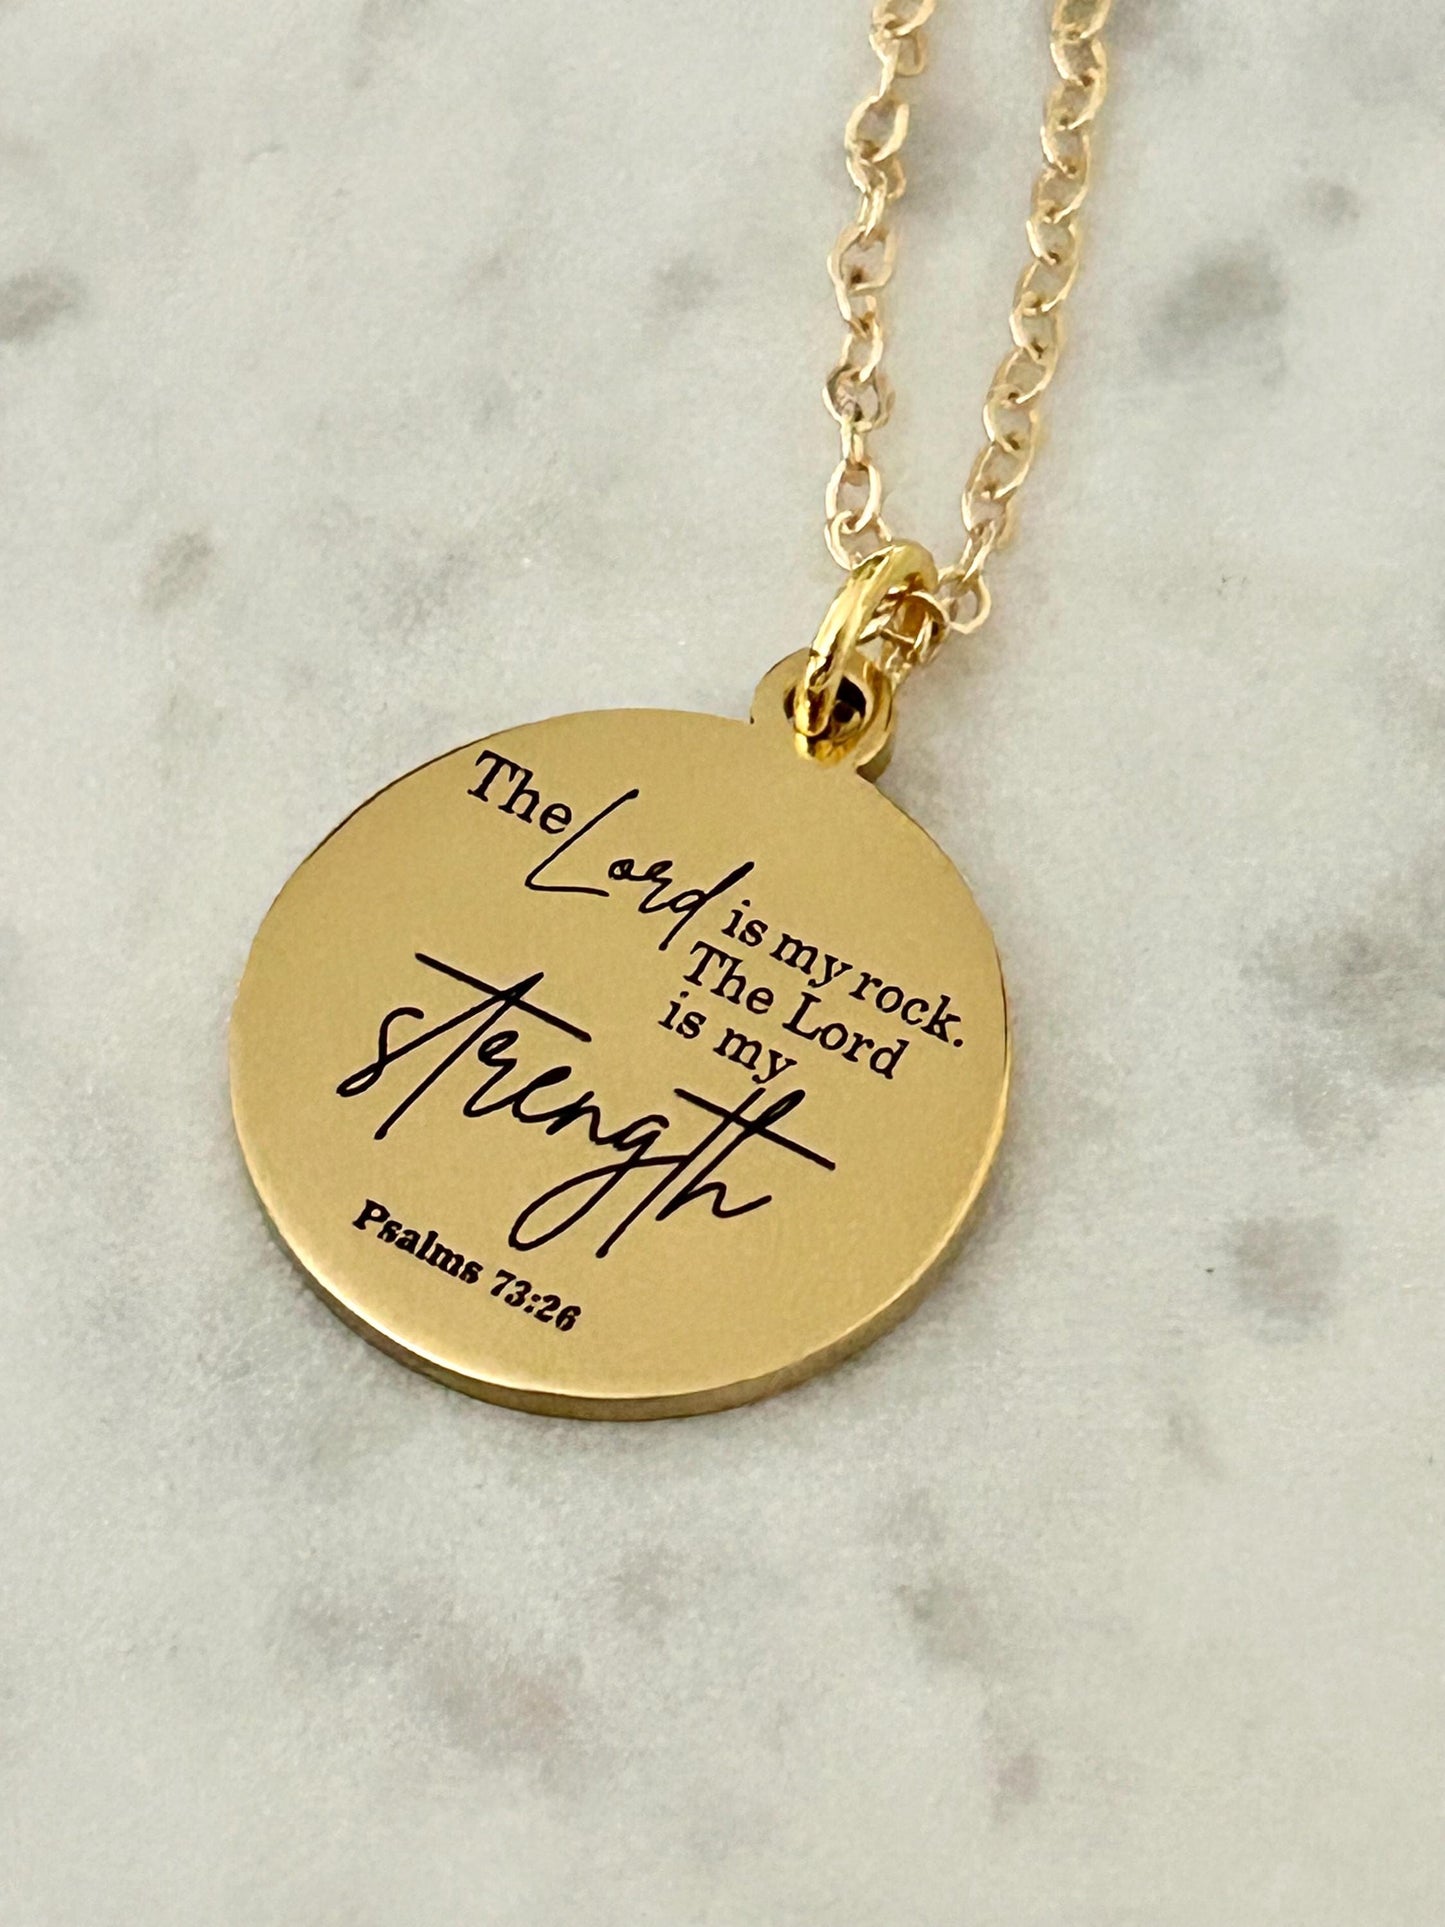 The Lord is my rock.
The Lord
is my
strength
Psalms 73:26